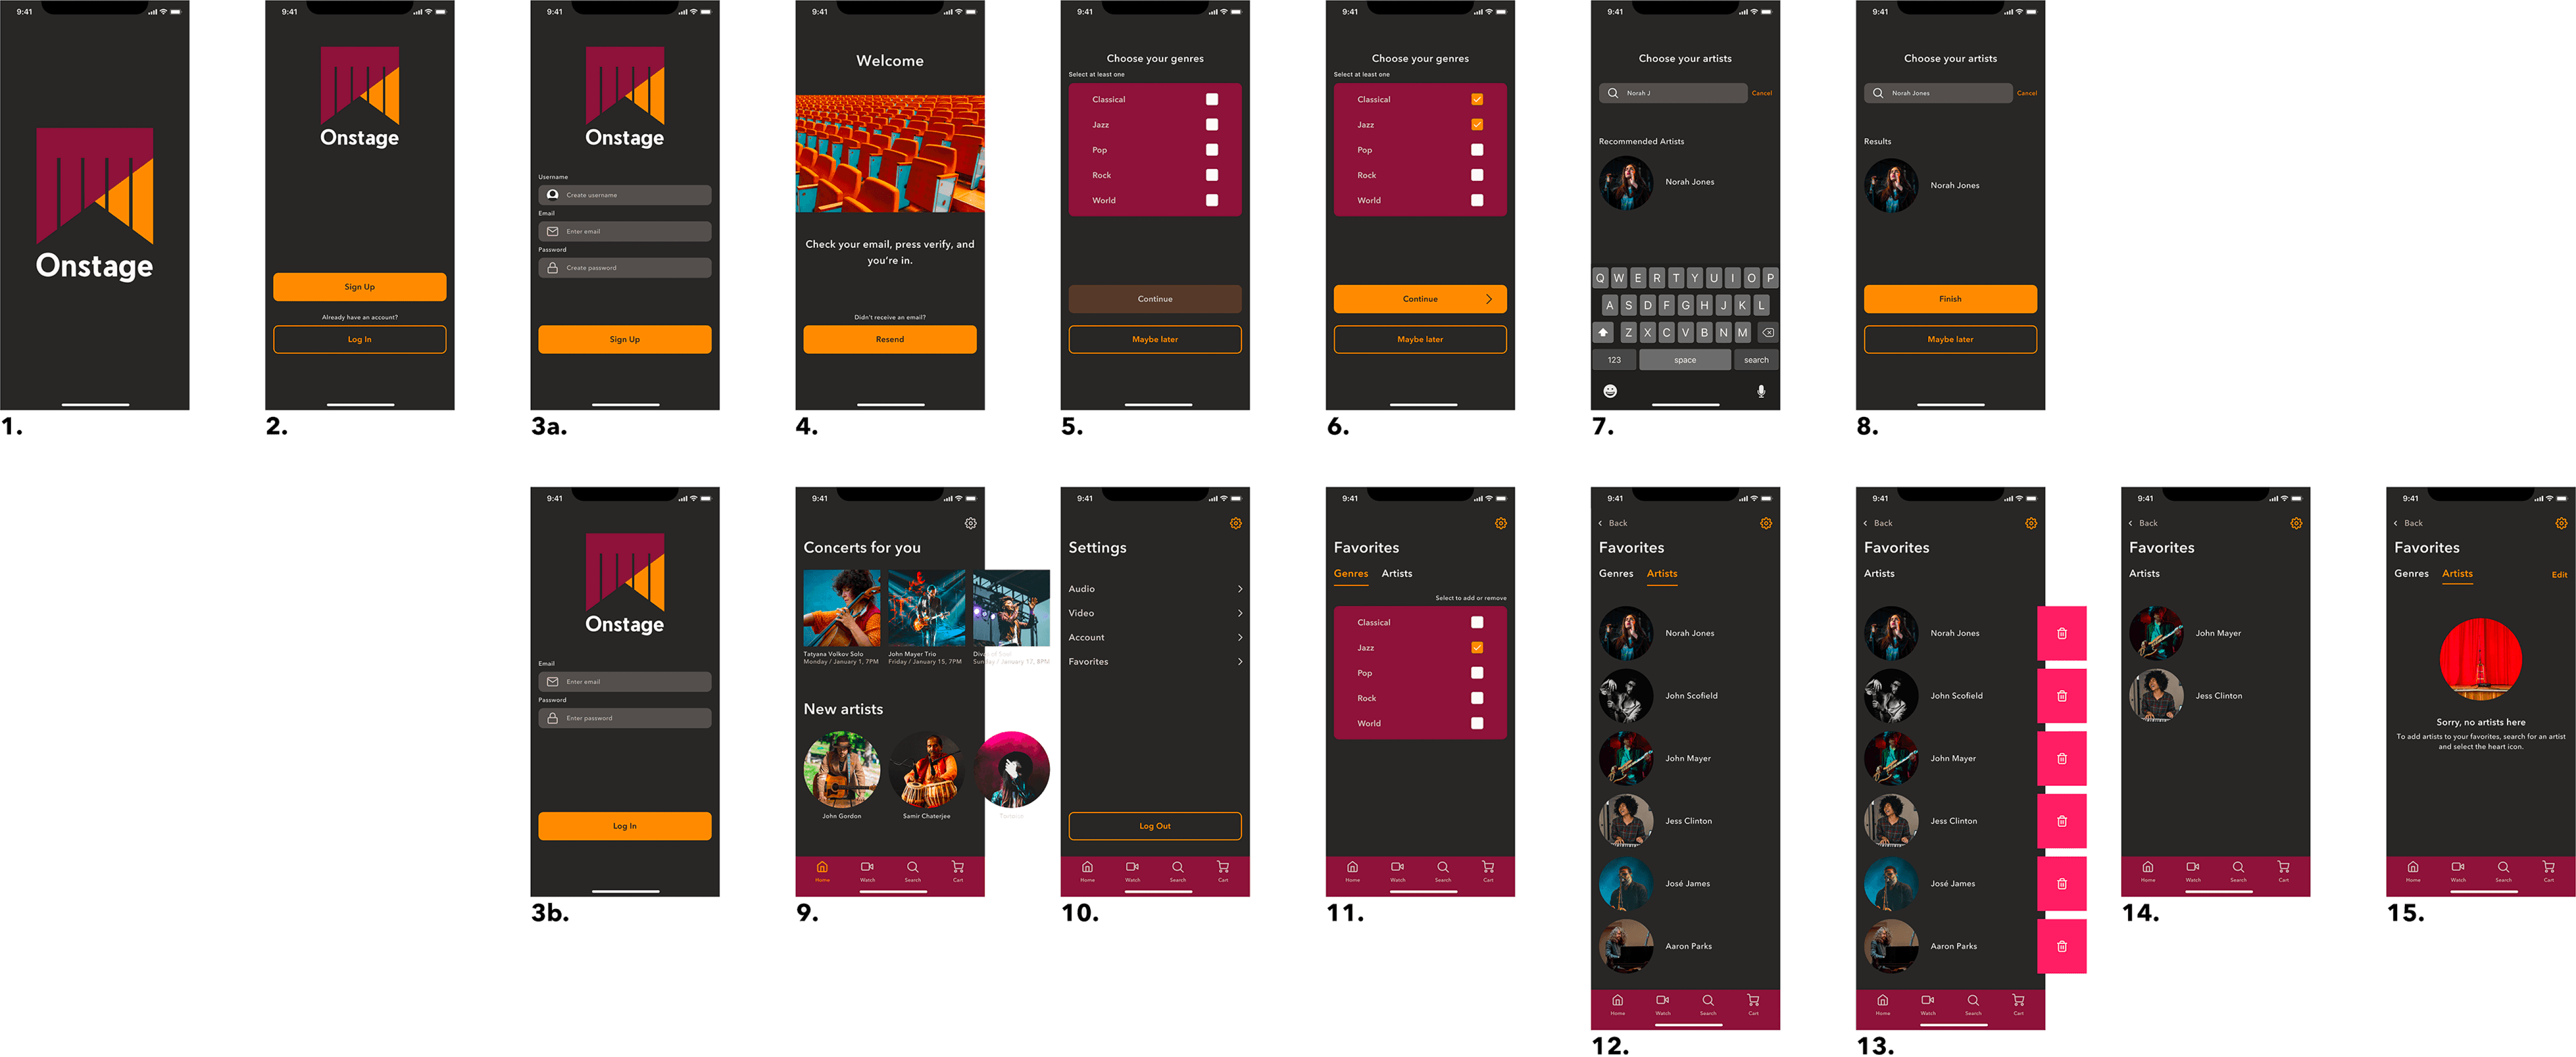 9:41
Onstage
1.
9:41
Onstage
Sign Up
Already have an account?
Log In
2.
9:41
Onstage
Username
Create username
Email
Enter email
Password
Create password
Sign Up
3a.
9:41
Welcome
Check your email, press verify, and
you're in.
Didn't receive an email?
Resend
4.
9:41
Choose your genres
Select at least one
Classical
Jazz
Pop
Rock
World
Continue
Maybe later
5.
9:41
Choose your genres
Select at least one
Classical
Jazz
Pop
Rock
World
Continue
Maybe later
6.
9:41
Choose your artists
Norah J
Cancel
Recommended Artists
Norah Jones
Q W E R T Y U I O P
A S D F G H J K L
Z X C V B N M
123 space search
7.
9:41
Choose your artists
Norah Jones
Cancel
Results
Norah Jones
Finish
Maybe later
8.
9:41
Onstage
Email
Enter email
Password
Enter password
Log In
3b.
9:41
Concerts for you
Tatyana Volkov Solo
Monday / January 1, 7PM
John Mayer Trio
Friday / January 15, 7PM
Sunday / January 17, 8PM
New artists
John Gordon
Samir Chaterjee
Home Watch Search Cart
9.
9:41
Settings
Audio
Video
Account
Favorites
Log Out
Home Watch Search Cart
10.
9:41
Favorites
Genres Artists
Select to add or remove
Classical
Jazz
Pop
Rock
World
Home Watch Search Cart
11.
9:41
Back
Favorites
Genres Artists
Norah Jones
John Scofield
John Mayer
Jess Clinton
José James
Aaron Parks
Home Watch Search Cart
12.
9:41
Back
Favorites
Artists
Norah Jones
John Scofield
John Mayer
Jess Clinton
José James
Aaron Parks
Home Watch Search Cart
13.
9:41
Back
Favorites
Artists
John Mayer
Jess Clinton
Home Watch Search Cart
14.
9:41
Back
Favorites
Genres Artists Edit
Sorry, no artists here
To add artists to your favorites, search for an artist
and select the heart icon.
Home Watch Search Cart
15.